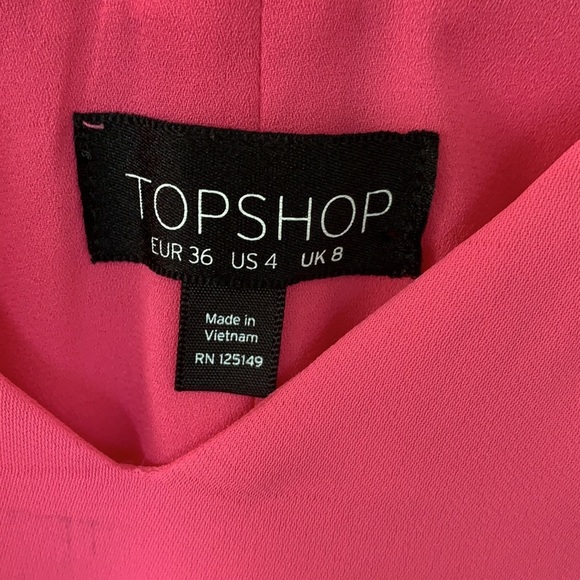 TOPSHOP
EUR 36 US 4 UK 8
Made in
Vietnam
RN 125149